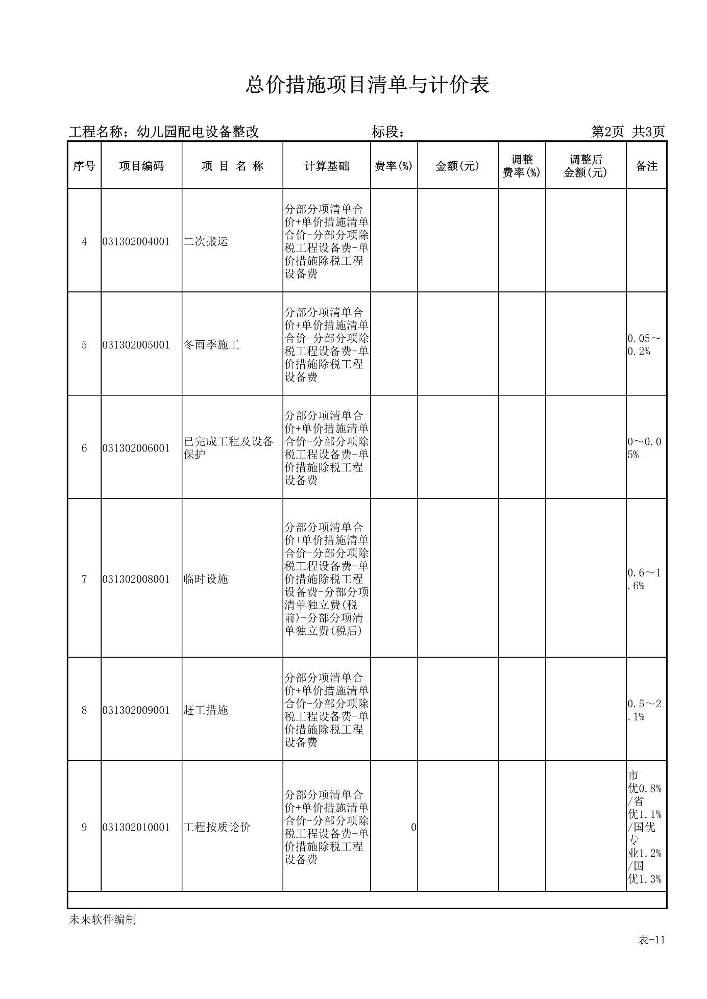 总价措施项目清单与计价表
工程名称：幼儿园配电设备整改 标段： 第2页 共3页
序号 项目编码 项 目 名 称 计算基础 费率(%) 金额(元) 调整 费率(%) 调整后 金额(元) 备注
4 031302004001 二次搬运
分部分项清单合
价+单价措施清单
合价-分部分项除
税工程设备费-单
价措施除税工程
设备费
5 031302005001 冬雨季施工
分部分项清单合
价+单价措施清单
合价-分部分项除
税工程设备费-单
价措施除税工程
设备费
0.05～
0.2%
6 031302006001
已完成工程及设备
保护
分部分项清单合
价+单价措施清单
合价-分部分项除
税工程设备费-单
价措施除税工程
设备费
0～0.0
5%
7 031302008001 临时设施
分部分项清单合
价+单价措施清单
合价-分部分项除
税工程设备费-单
价措施除税工程
设备费-分部分项
清单独立费(税
前)-分部分项清
单独立费(税后)
0.6～1
.6%
8 031302009001 赶工措施
分部分项清单合
价+单价措施清单
合价-分部分项除
税工程设备费-单
价措施除税工程
设备费
0.5～2
.1%
9 031302010001 工程按质论价
分部分项清单合
价+单价措施清单
合价-分部分项除
税工程设备费-单
价措施除税工程
设备费
0
市
优0.8%
/省
优1.1%
/国优
专
业1.2%
/国
优1.3%
未来软件编制
表-11